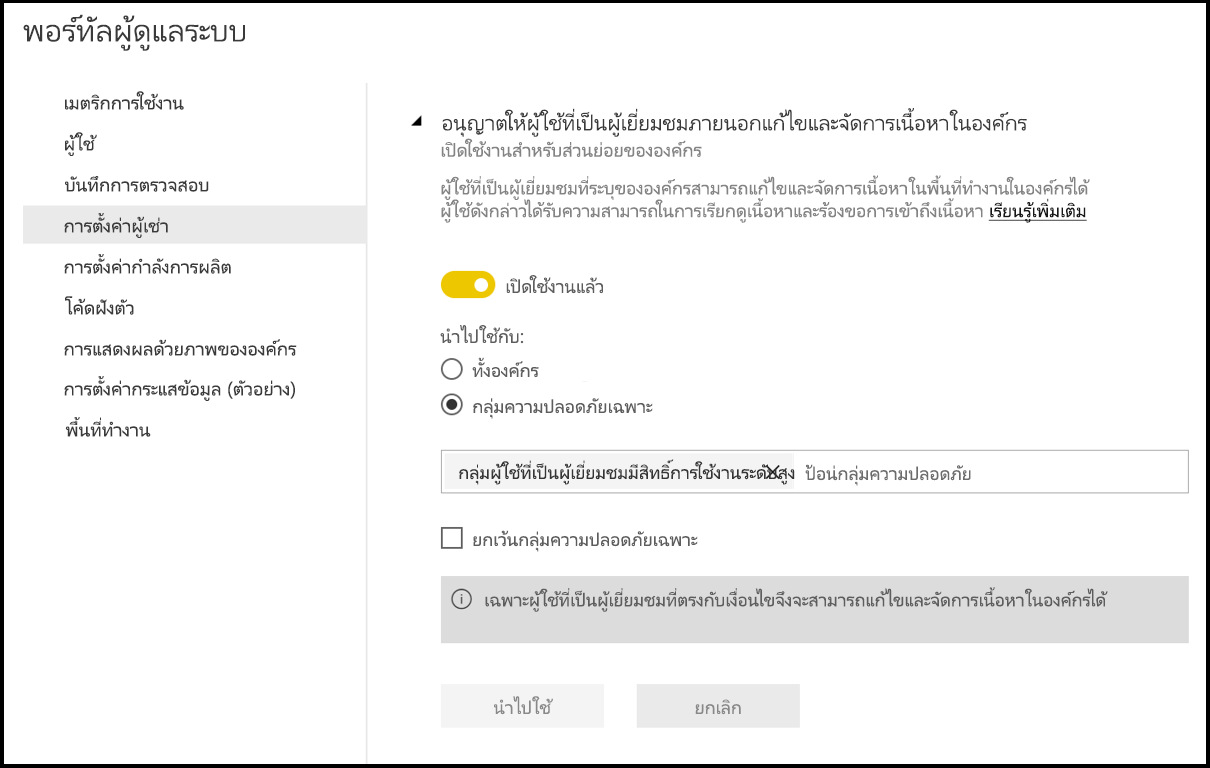 พอร์ทัลผู้ดูแลระบบ
เมตริกการใช้งาน
ผู้ใช้
บันทึกการตรวจสอบ
การตั้งค่าผู้เช่า
การตั้งค่ากำลังการผลิต
โค้ดฝังตัว
การแสดงผลด้วยภาพขององค์กร
การตั้งค่ากระแสข้อมูล (ตัวอย่าง)
พื้นที่ทำงาน
อนุญาตให้ผู้ใช้ที่เป็นผู้เยี่ยมชมภายนอกแก้ไขและจัดการเนื้อหาในองค์กร
เปิดใช้งานสำหรับส่วนย่อยขององค์กร
ผู้ใช้ที่เป็นผู้เยี่ยมชมที่ระบุขององค์กรสามารถแก้ไขและจัดการเนื้อหาในพื้นที่ทำงานในองค์กรได้
ผู้ใช้ดังกล่าวได้รับความสามารถในการเรียกดูเนื้อหาและร้องขอการเข้าถึงเนื้อหา เรียนรู้เพิ่มเติม
เปิดใช้งานแล้ว
นำไปใช้กับ:
ทั้งองค์กร
กลุ่มความปลอดภัยเฉพาะ
กลุ่มผู้ใช้ที่เป็นผู้เยี่ยมชมมีสิทธิ์การใช้งานระดับสูง ป้อนกลุ่มความปลอดภัย
ยกเว้นกลุ่มความปลอดภัยเฉพาะ
เฉพาะผู้ใช้ที่เป็นผู้เยี่ยมชมที่ตรงกับเงื่อนไขจึงจะสามารถแก้ไขและจัดการเนื้อหาในองค์กรได้
นำไปใช้ ยกเลิก